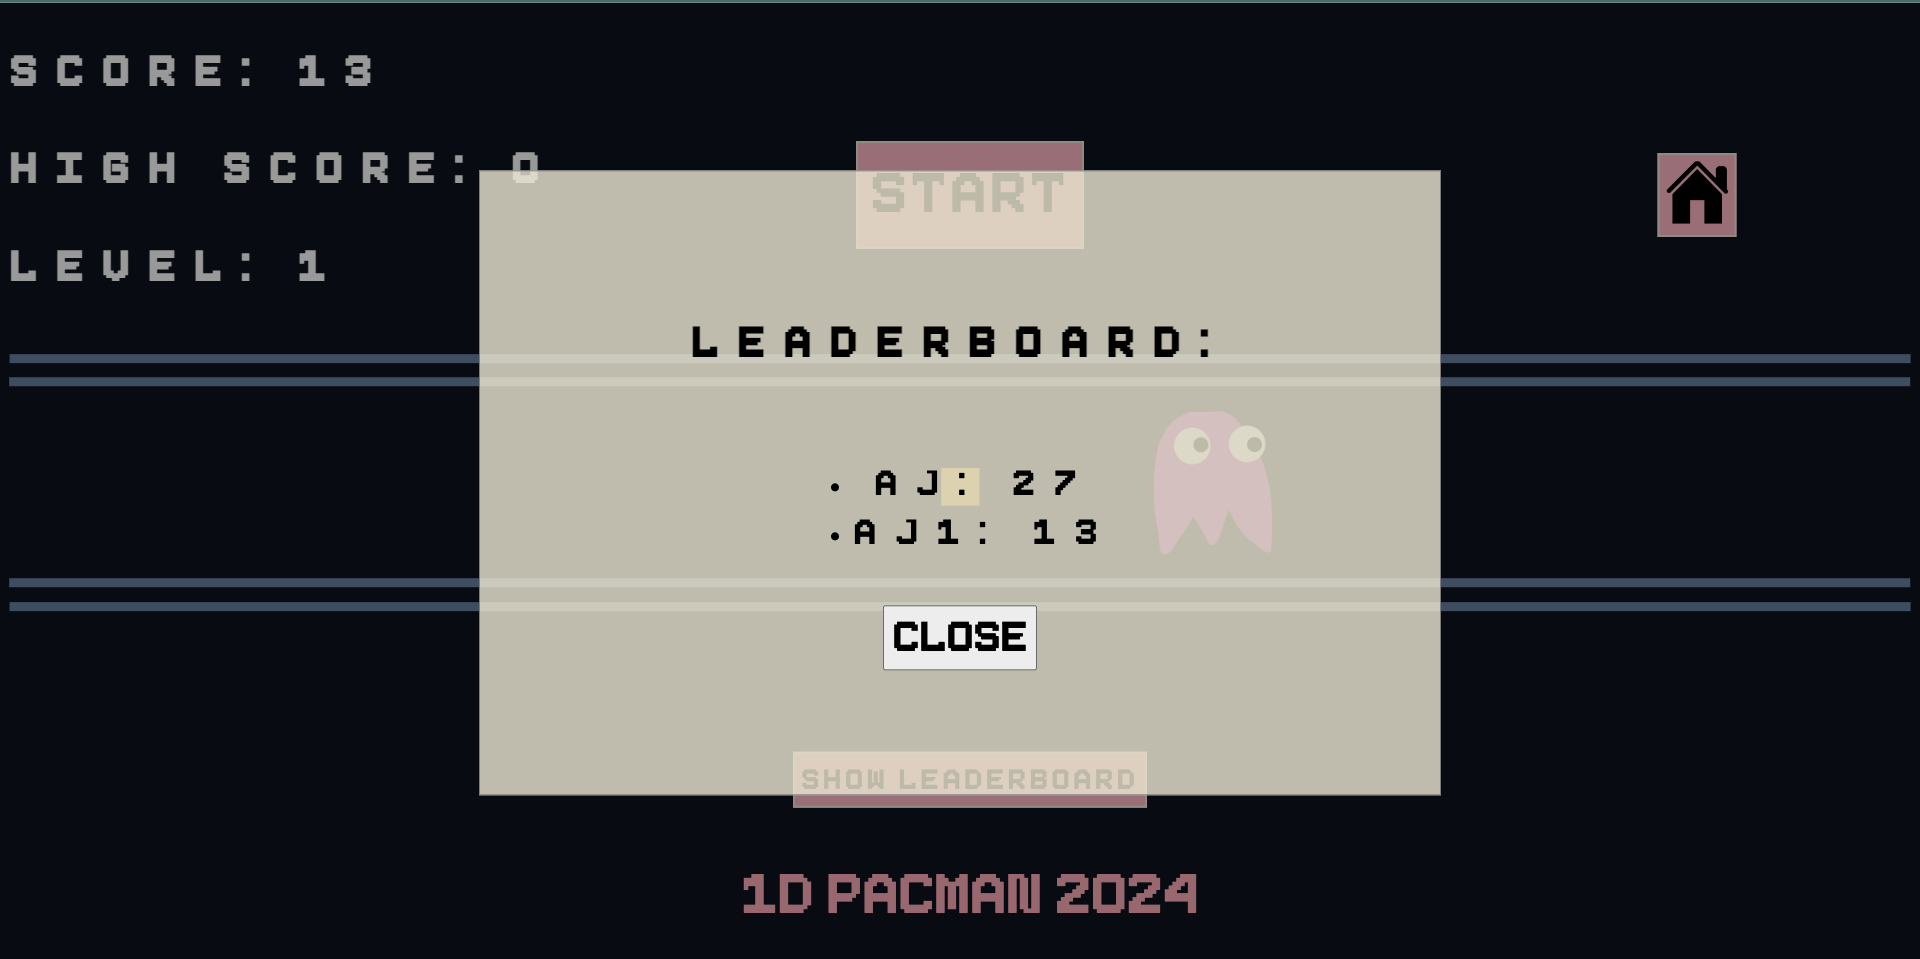 SCORE: 13
HIGH SCORE: 0
START
LEVEL: 1
LEADERBOARD:
• AJ: 27
• AJ1: 13
CLOSE
SHOW LEADERBOARD
1D PACMAN 2024